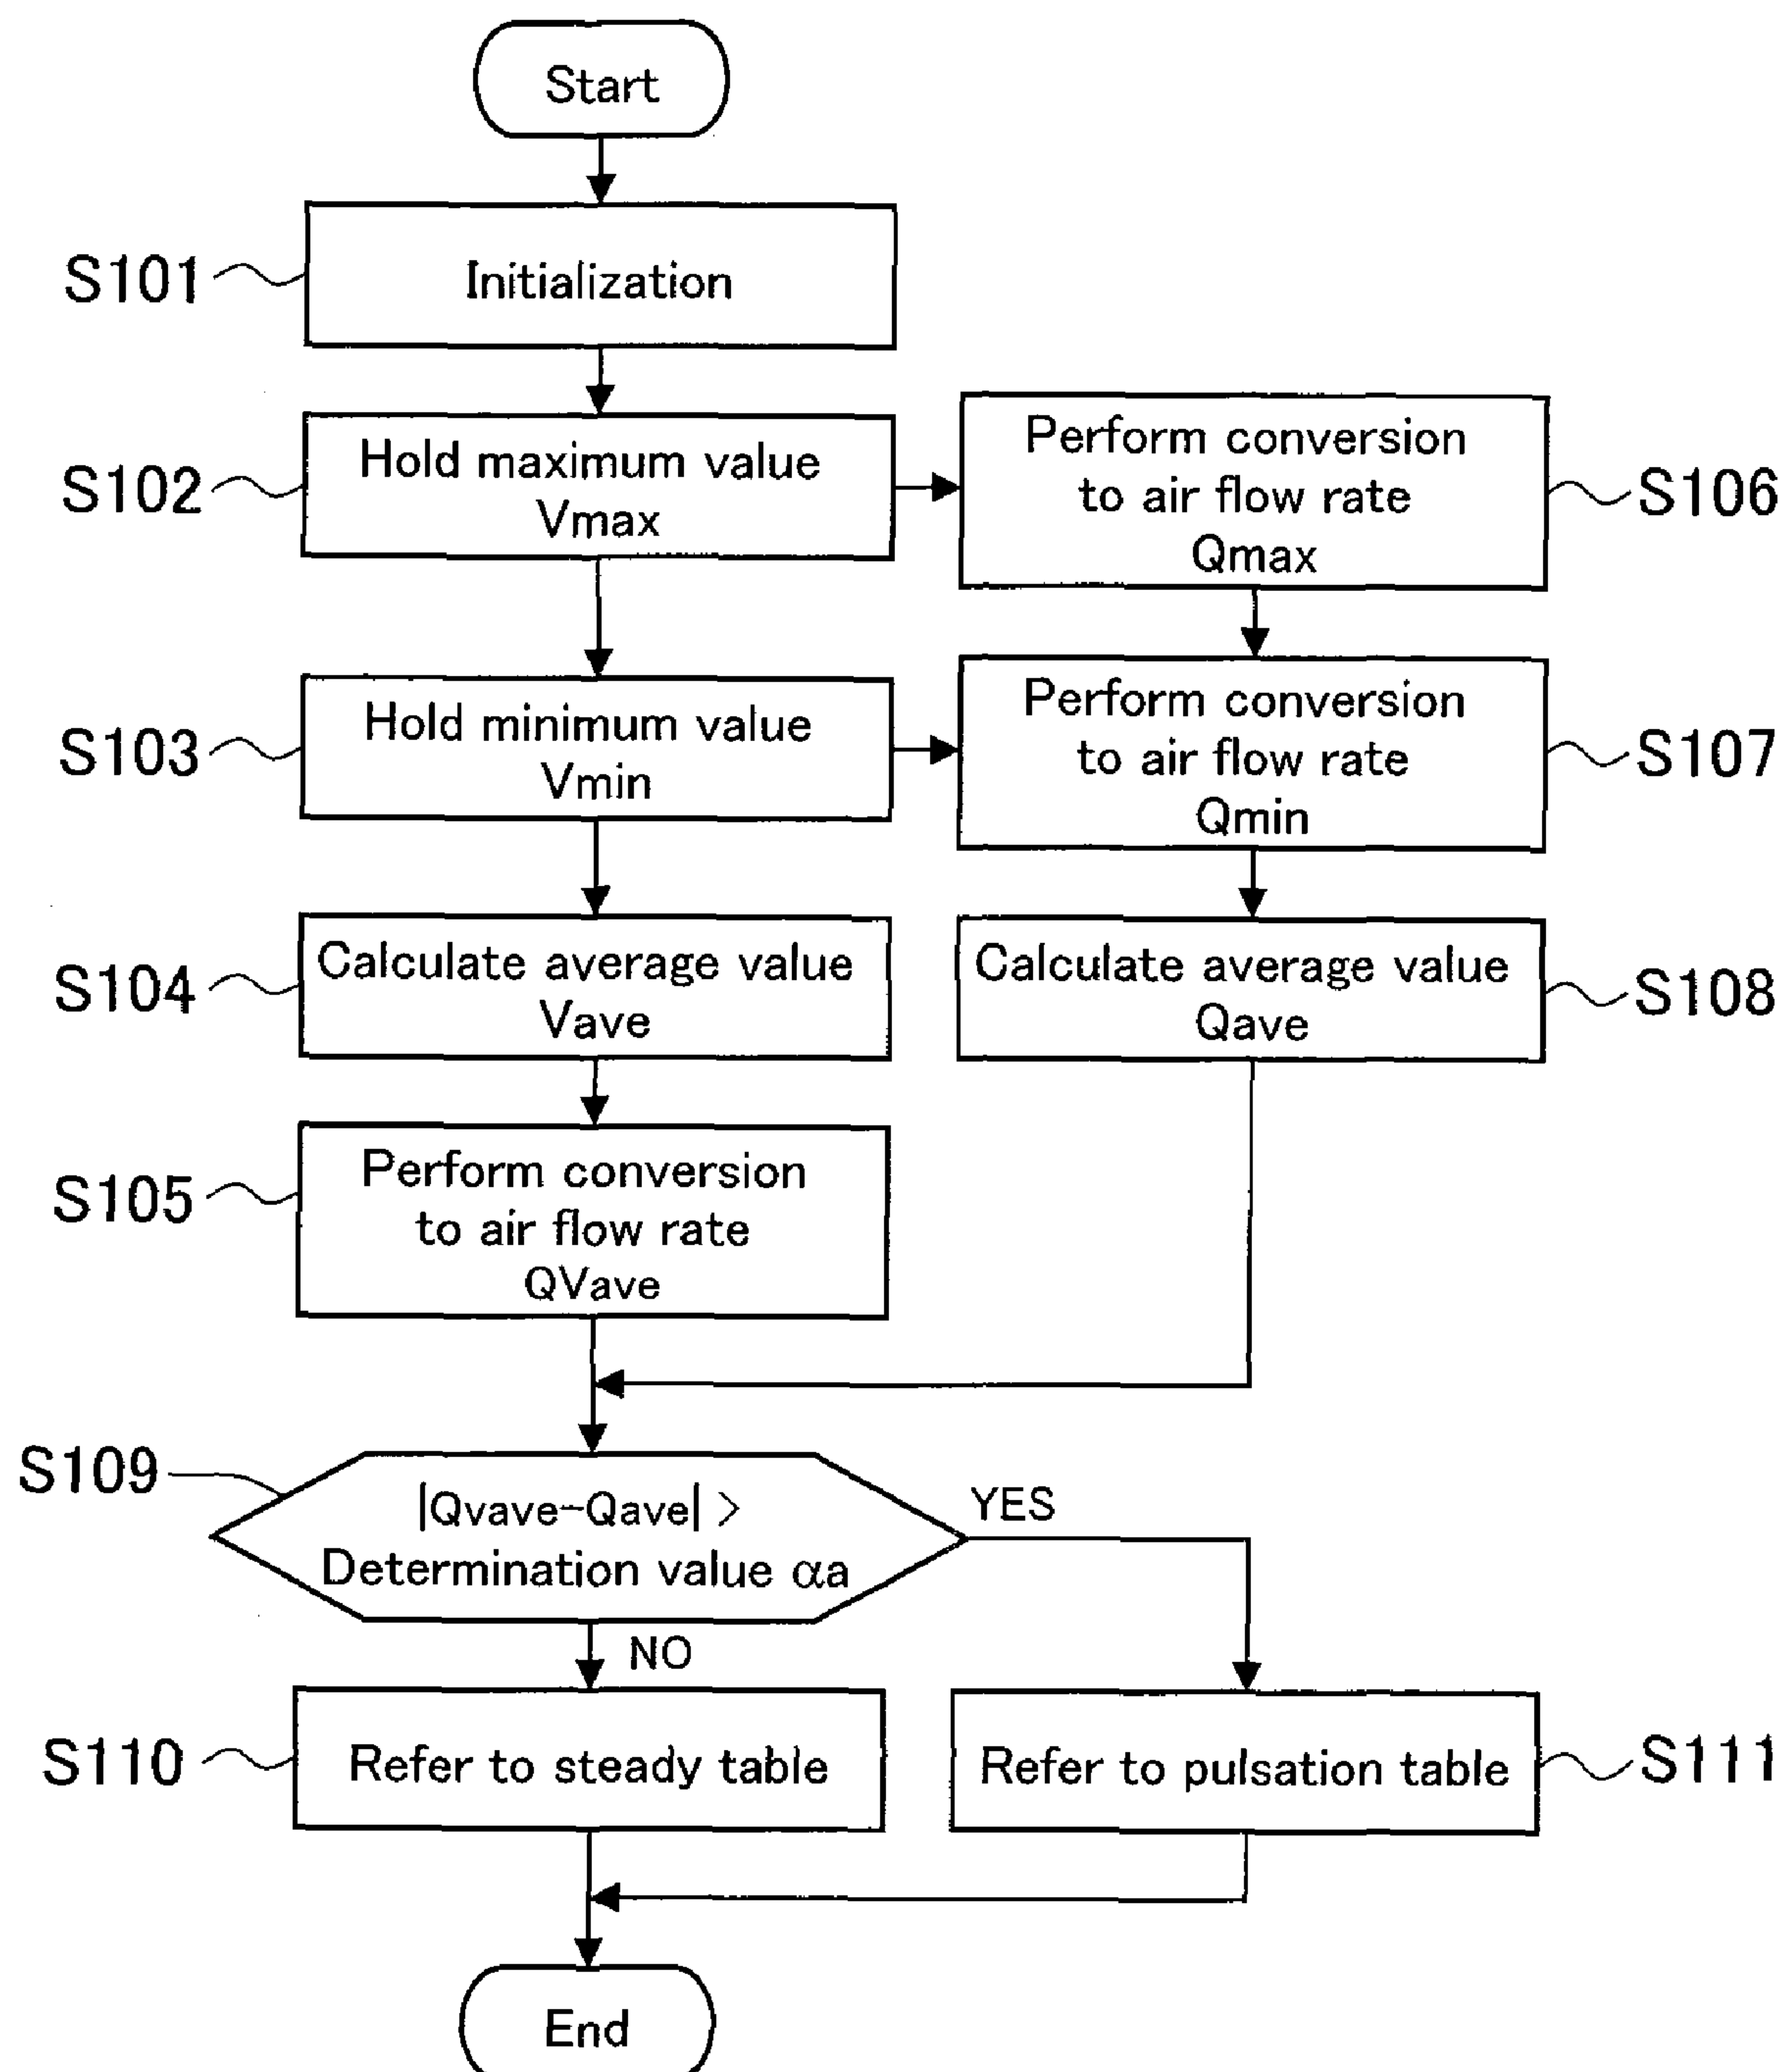 Start
S101
Initialization
S102
Hold maximum value
Vmax
Perform conversion
to air flow rate
Qmax
S106
S103
Hold minimum value
Vmin
Perform conversion
to air flow rate
Qmin
S107
S104
Calculate average value
Vave
Calculate average value
Qave
S108
S105
Perform conversion
to air flow rate
QVave
S109
|Qvave-Qave| >
Determination value αa
YES
NO
S110
Refer to steady table
Refer to pulsation table
S111
End